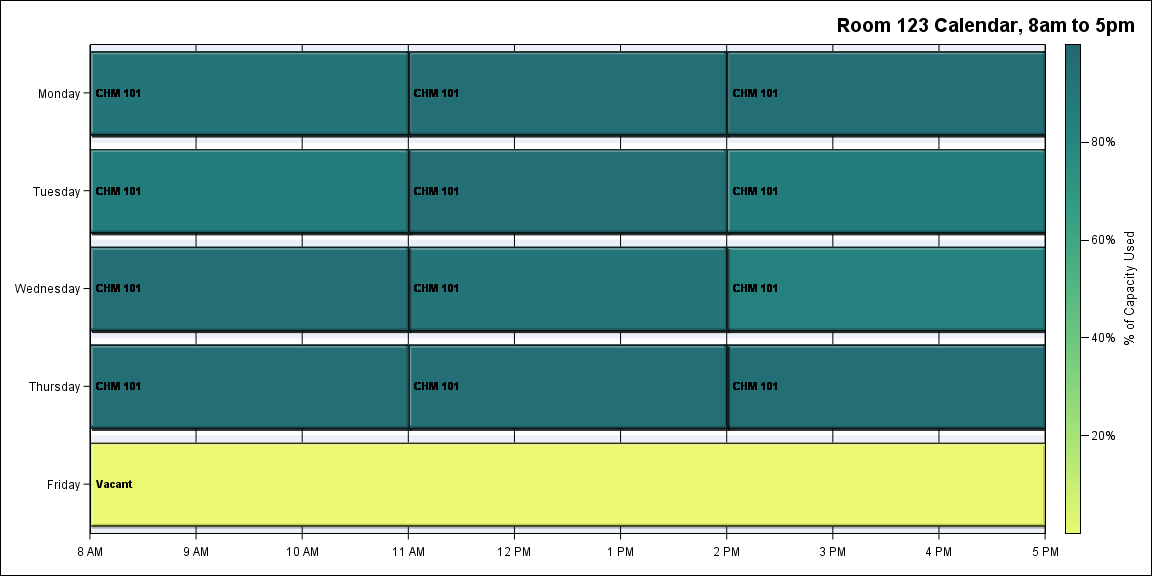 Room 123 Calendar, 8am to 5pm
Monday
CHM 101
CHM 101
CHM 101
Tuesday
CHM 101
CHM 101
CHM 101
Wednesday
CHM 101
CHM 101
CHM 101
Thursday
CHM 101
CHM 101
CHM 101
Friday
Vacant
8 AM
9 AM
10 AM
11 AM
12 PM
1 PM
2 PM
3 PM
4 PM
5 PM
80%
60%
40%
20%
% of Capacity Used